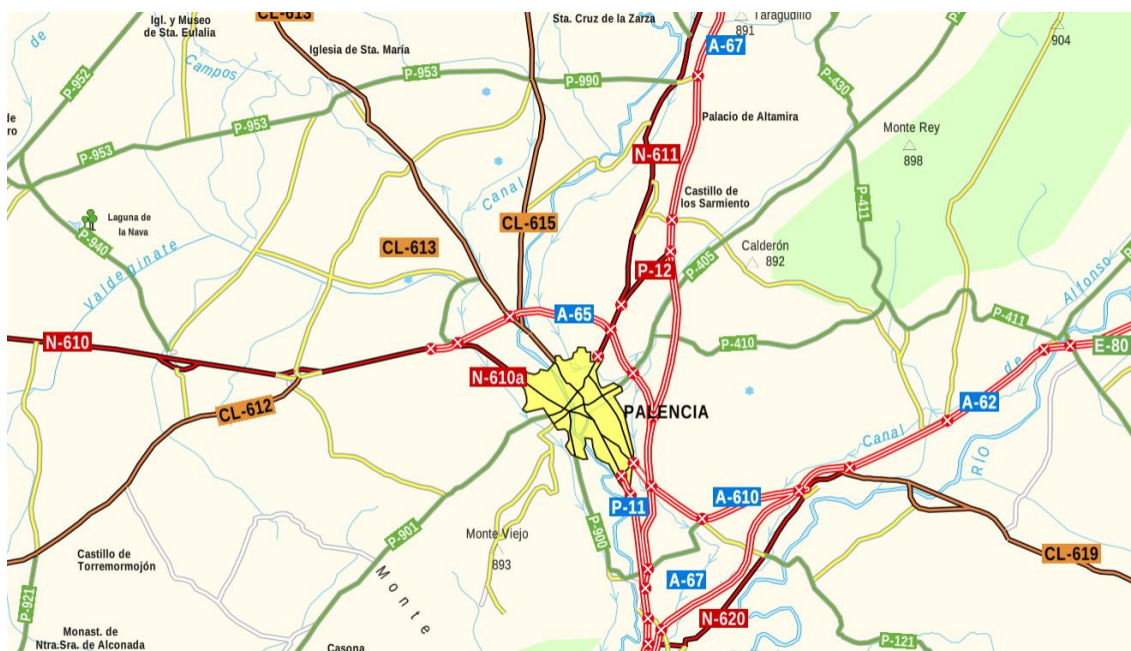 CL-613
Sta. Cruz de la Zarza
Taragudillo
891
Igl. y Museo
de Sta. Eulalia
de
Iglesia de Sta. María
A-67
904
P-952
Campos
P-953
P-990
P-430
de
ro
P-953
Palacio de Altamira
Monte Rey
898
P-953
N-611
Canal
Castillo de
los Sarmiento
P-411
Laguna de
la Nava
CL-615
P-940
CL-613
Calderón
892
P-405
P-12
Valdeginate
Alfonso
A-65
P-411
N-610
P-410
E-80
de
N-610a
CL-612
PALENCIA
A-62
Canal
RÍO
A-610
P-11
P-901
P-900
Monte Viejo
893
Castillo de
Torremormojón
CL-619
Monte
A-67
P-921
N-620
Monast. de
Ntra.Sra. de Alconada
P-121
Casona